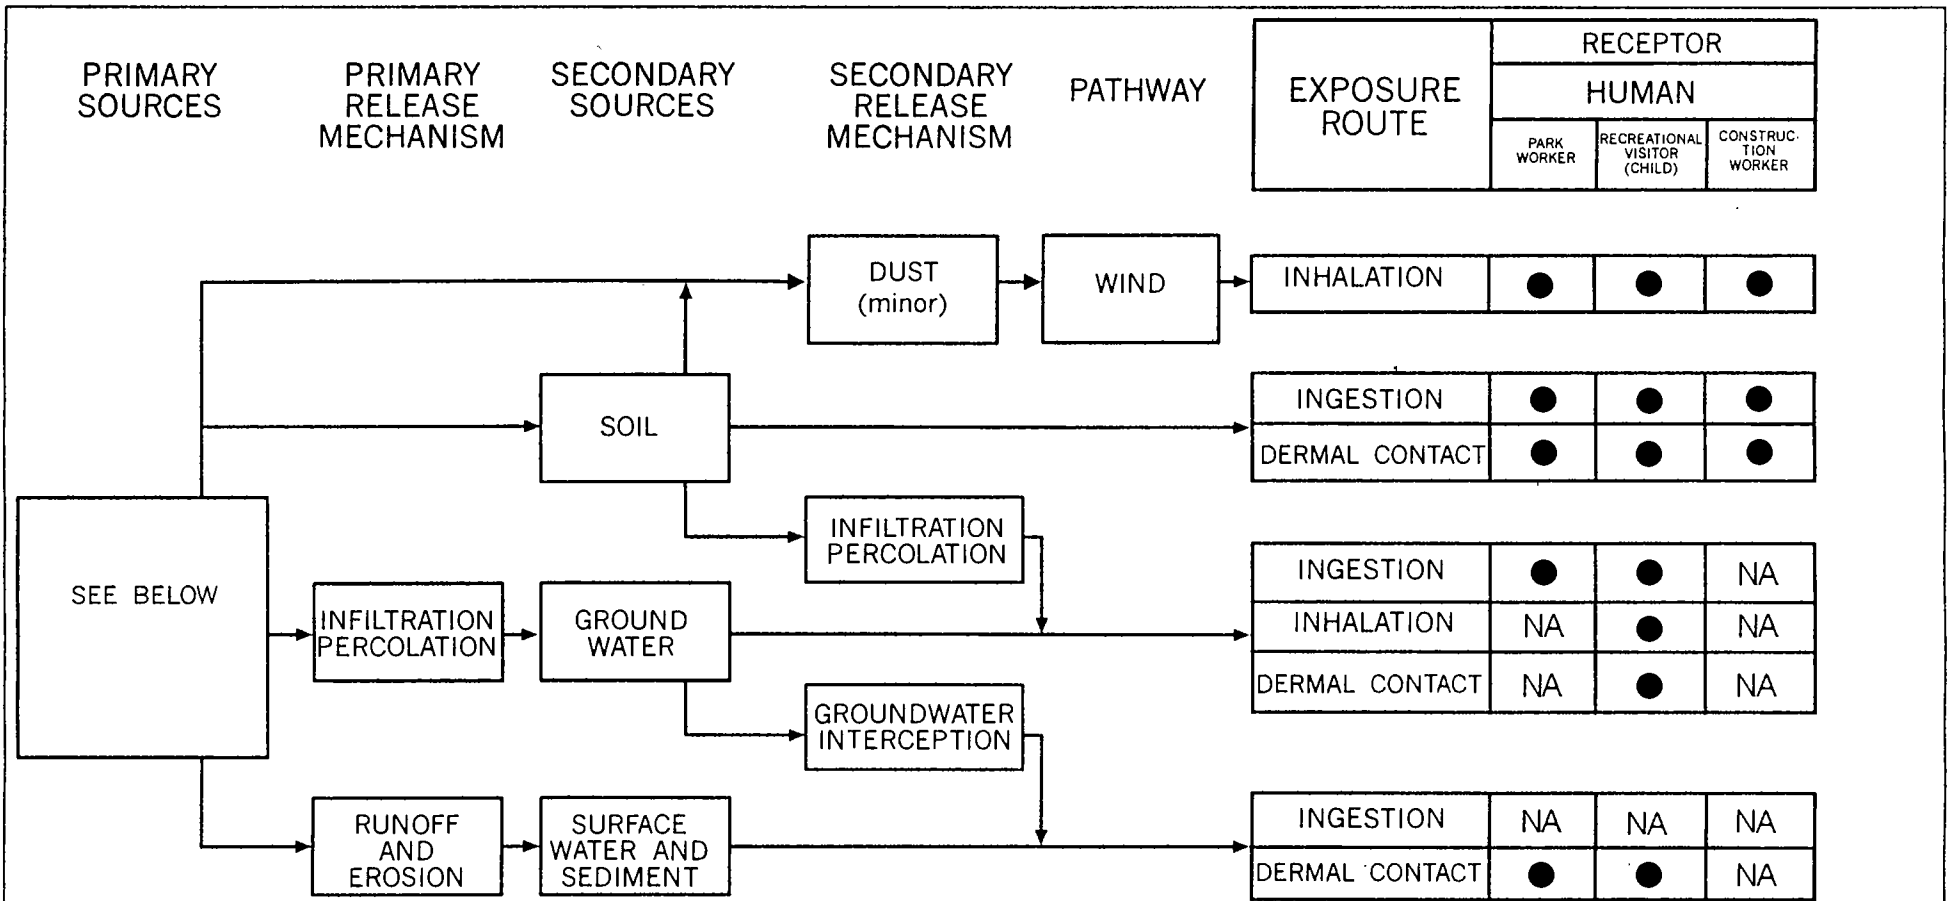 PRIMARY
SOURCES
PRIMARY
RELEASE
MECHANISM
SECONDARY
SOURCES
SECONDARY
RELEASE
MECHANISM
PATHWAY
EXPOSURE
ROUTE
RECEPTOR
HUMAN
PARK
WORKER
RECREATIONAL
VISITOR
(CHILD)
CONSTRUC-
TION
WORKER
DUST
(minor)
WIND
INHALATION
SOIL
INGESTION
DERMAL CONTACT
INFILTRATION
PERCOLATION
SEE BELOW
INFILTRATION
PERCOLATION
GROUND
WATER
INGESTION NA
INHALATION NA NA
DERMAL CONTACT NA NA
GROUNDWATER
INTERCEPTION
RUNOFF
AND
EROSION
SURFACE
WATER AND
SEDIMENT
INGESTION NA NA NA
DERMAL CONTACT NA